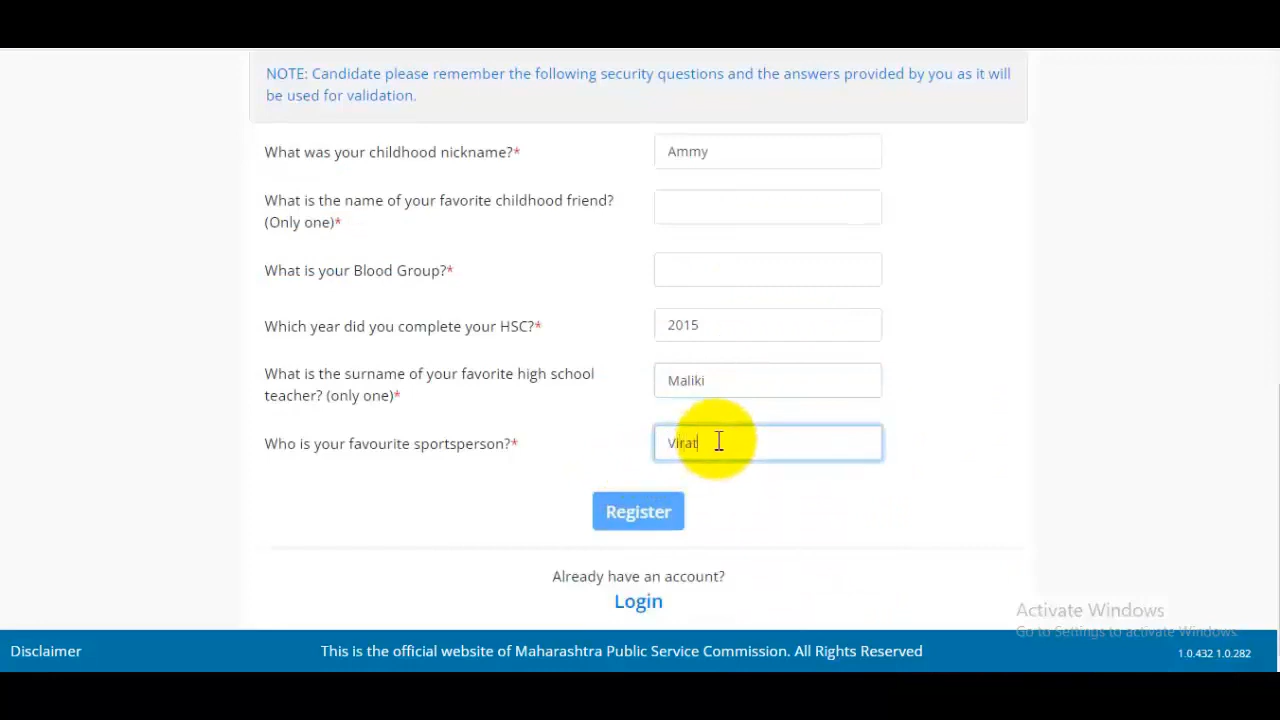 NOTE: Candidate please remember the following security questions and the answers provided by you as it will
be used for validation.
What was your childhood nickname?*
Ammy
What is the name of your favorite childhood friend?
(Only one)*
What is your Blood Group?*
Which year did you complete your HSC?*
2015
What is the surname of your favorite high school
teacher? (only one)*
Maliki
Who is your favourite sportsperson?*
Virat
Register
Already have an account?
Login
Activate Windows
Go to Settings to activate Windows.
Disclaimer
This is the official website of Maharashtra Public Service Commission. All Rights Reserved
1.0.432 1.0.282